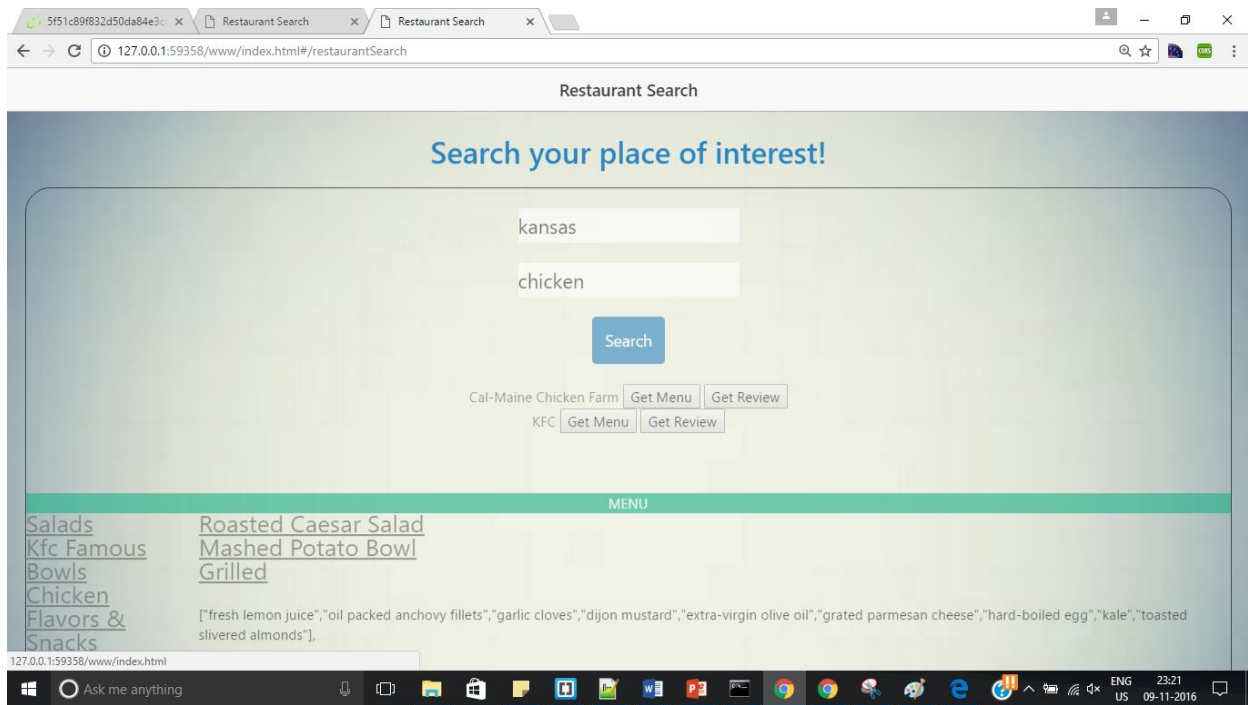 5f51c89f832d50da84e3c
Restaurant Search
Restaurant Search
127.0.0.1:59358/www/index.html#/restaurantSearch
CORS
Restaurant Search
Search your place of interest!
kansas
chicken
Search
Cal-Maine Chicken Farm Get Menu Get Review
KFC Get Menu Get Review
MENU
Salads
Kfc Famous
Bowls
Chicken
Flavors &
Snacks
Roasted Caesar Salad
Mashed Potato Bowl
Grilled
["fresh lemon juice","oil packed anchovy fillets","garlic cloves","dijon mustard","extra-virgin olive oil","grated parmesan cheese","hard-boiled egg","kale","toasted
slivered almonds"],
127.0.0.1:59358/www/index.html
Ask me anything
ENG
US
23:21
09-11-2016